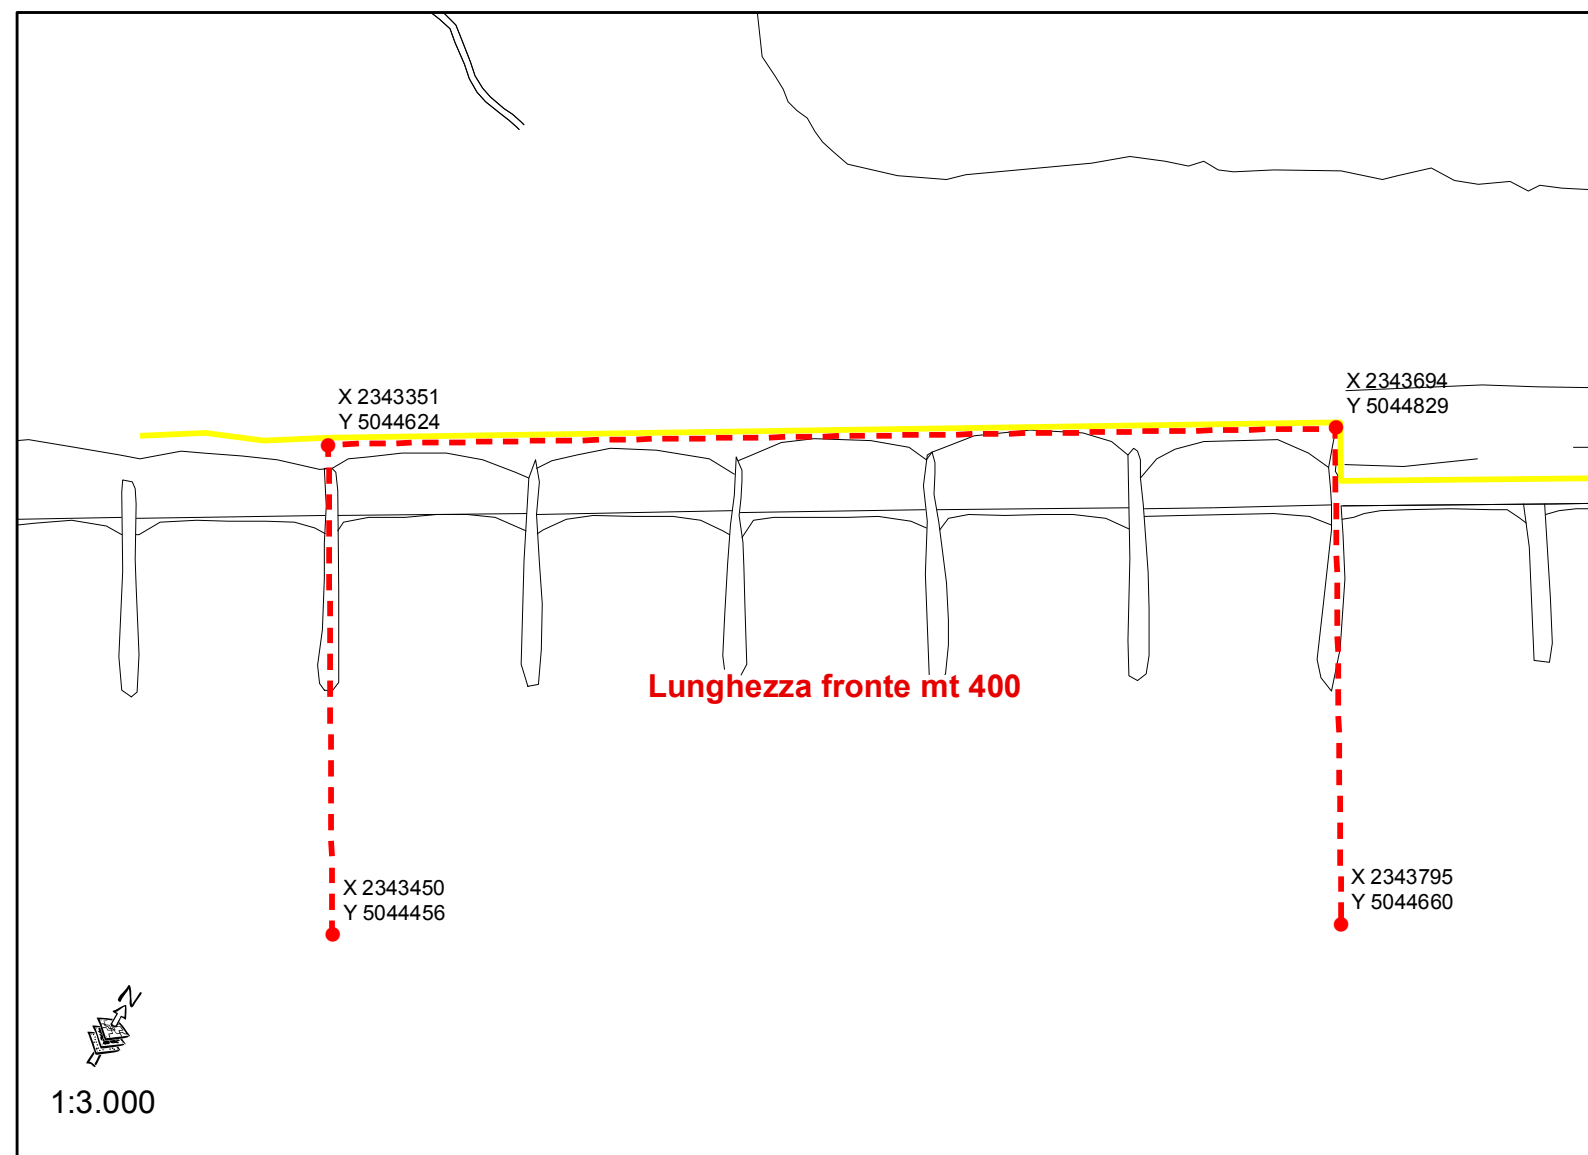 X 2343694
Y 5044829
X 2343351
Y 5044624
Lunghezza fronte mt 400
X 2343795
Y 5044660
X 2343450
Y 5044456
N
1:3.000